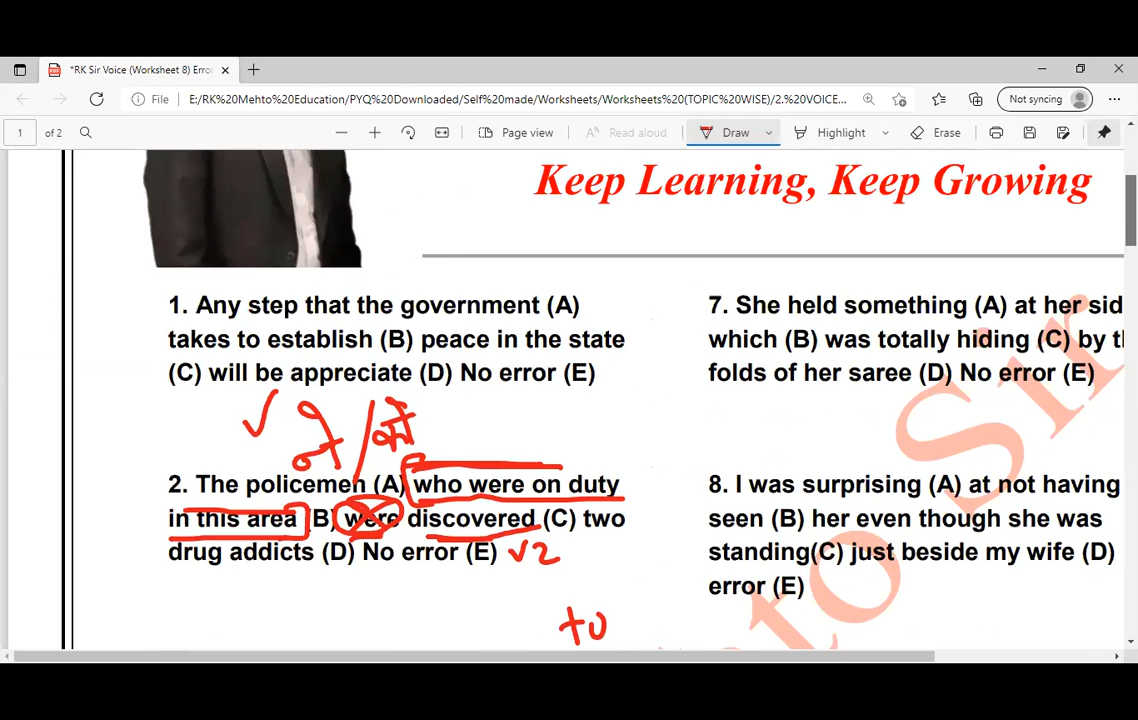 *RK Sir Voice (Worksheet 8) Erro
File
E:/RK%20Mehto%20Education/PYQ%20Downloaded/Self%20made/Worksheets/Worksheets%20(TOPIC%20WISE)/2.%20VOICE...
Not syncing
1 of 2
Page view
Read aloud
Draw
Highlight
Erase
Keep Learning, Keep Growing
1. Any step that the government (A)
takes to establish (B) peace in the state
(C) will be appreciate (D) No error (E)
2. The policemen (A) who were on duty
in this area (B) were discovered (C) two
drug addicts (D) No error (E) V2
to
7. She held something (A) at her sid
which (B) was totally hiding (C) by t
folds of her saree (D) No error (E)
8. I was surprising (A) at not having
seen (B) her even though she was
standing(C) just beside my wife (D)
error (E)
to Sir